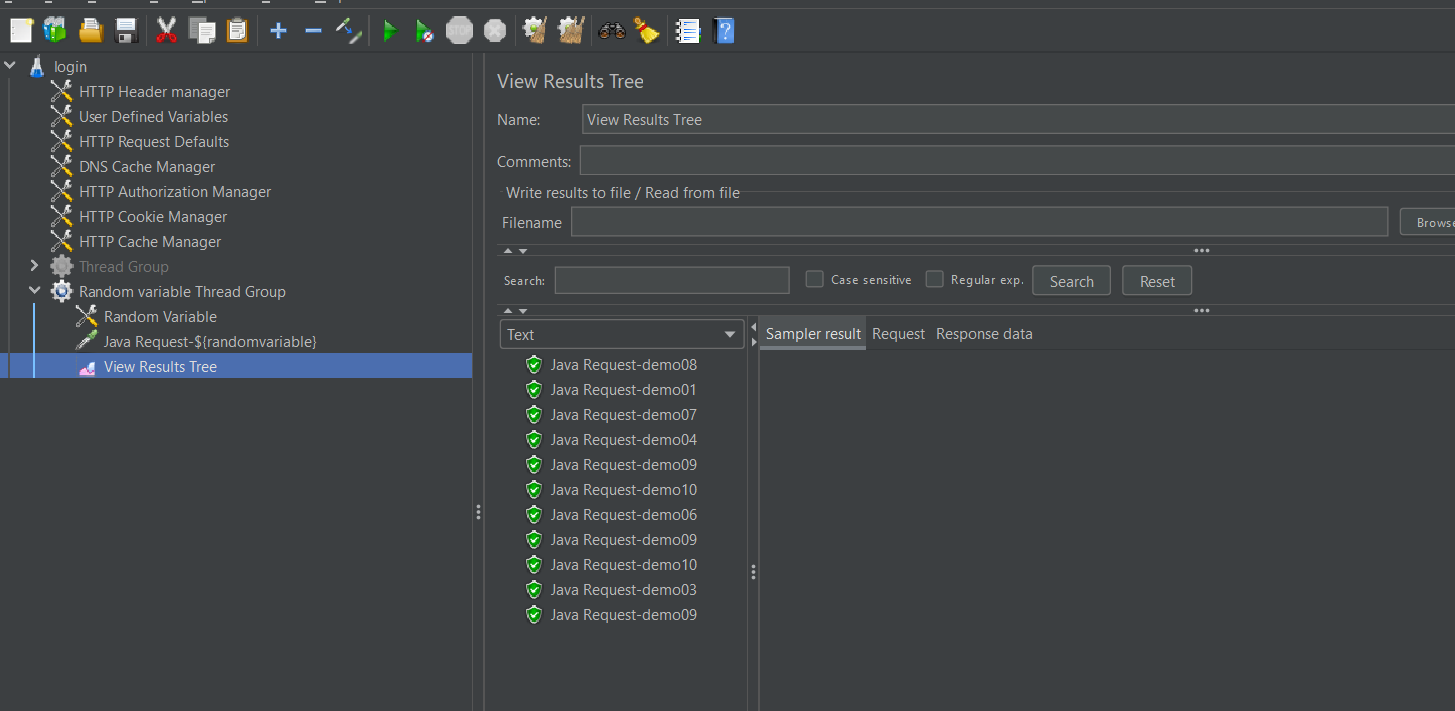 STOP
login
HTTP Header manager
User Defined Variables
HTTP Request Defaults
DNS Cache Manager
HTTP Authorization Manager
HTTP Cookie Manager
HTTP Cache Manager
Thread Group
Random variable Thread Group
Random Variable
Java Request-${randomvariable}
View Results Tree
View Results Tree
Name: View Results Tree
Comments:
Write results to file / Read from file
Filename Browse
Search: Case sensitive Regular exp. Search Reset
Text
Sampler result Request Response data
Java Request-demo08
Java Request-demo01
Java Request-demo07
Java Request-demo04
Java Request-demo09
Java Request-demo10
Java Request-demo06
Java Request-demo09
Java Request-demo10
Java Request-demo03
Java Request-demo09